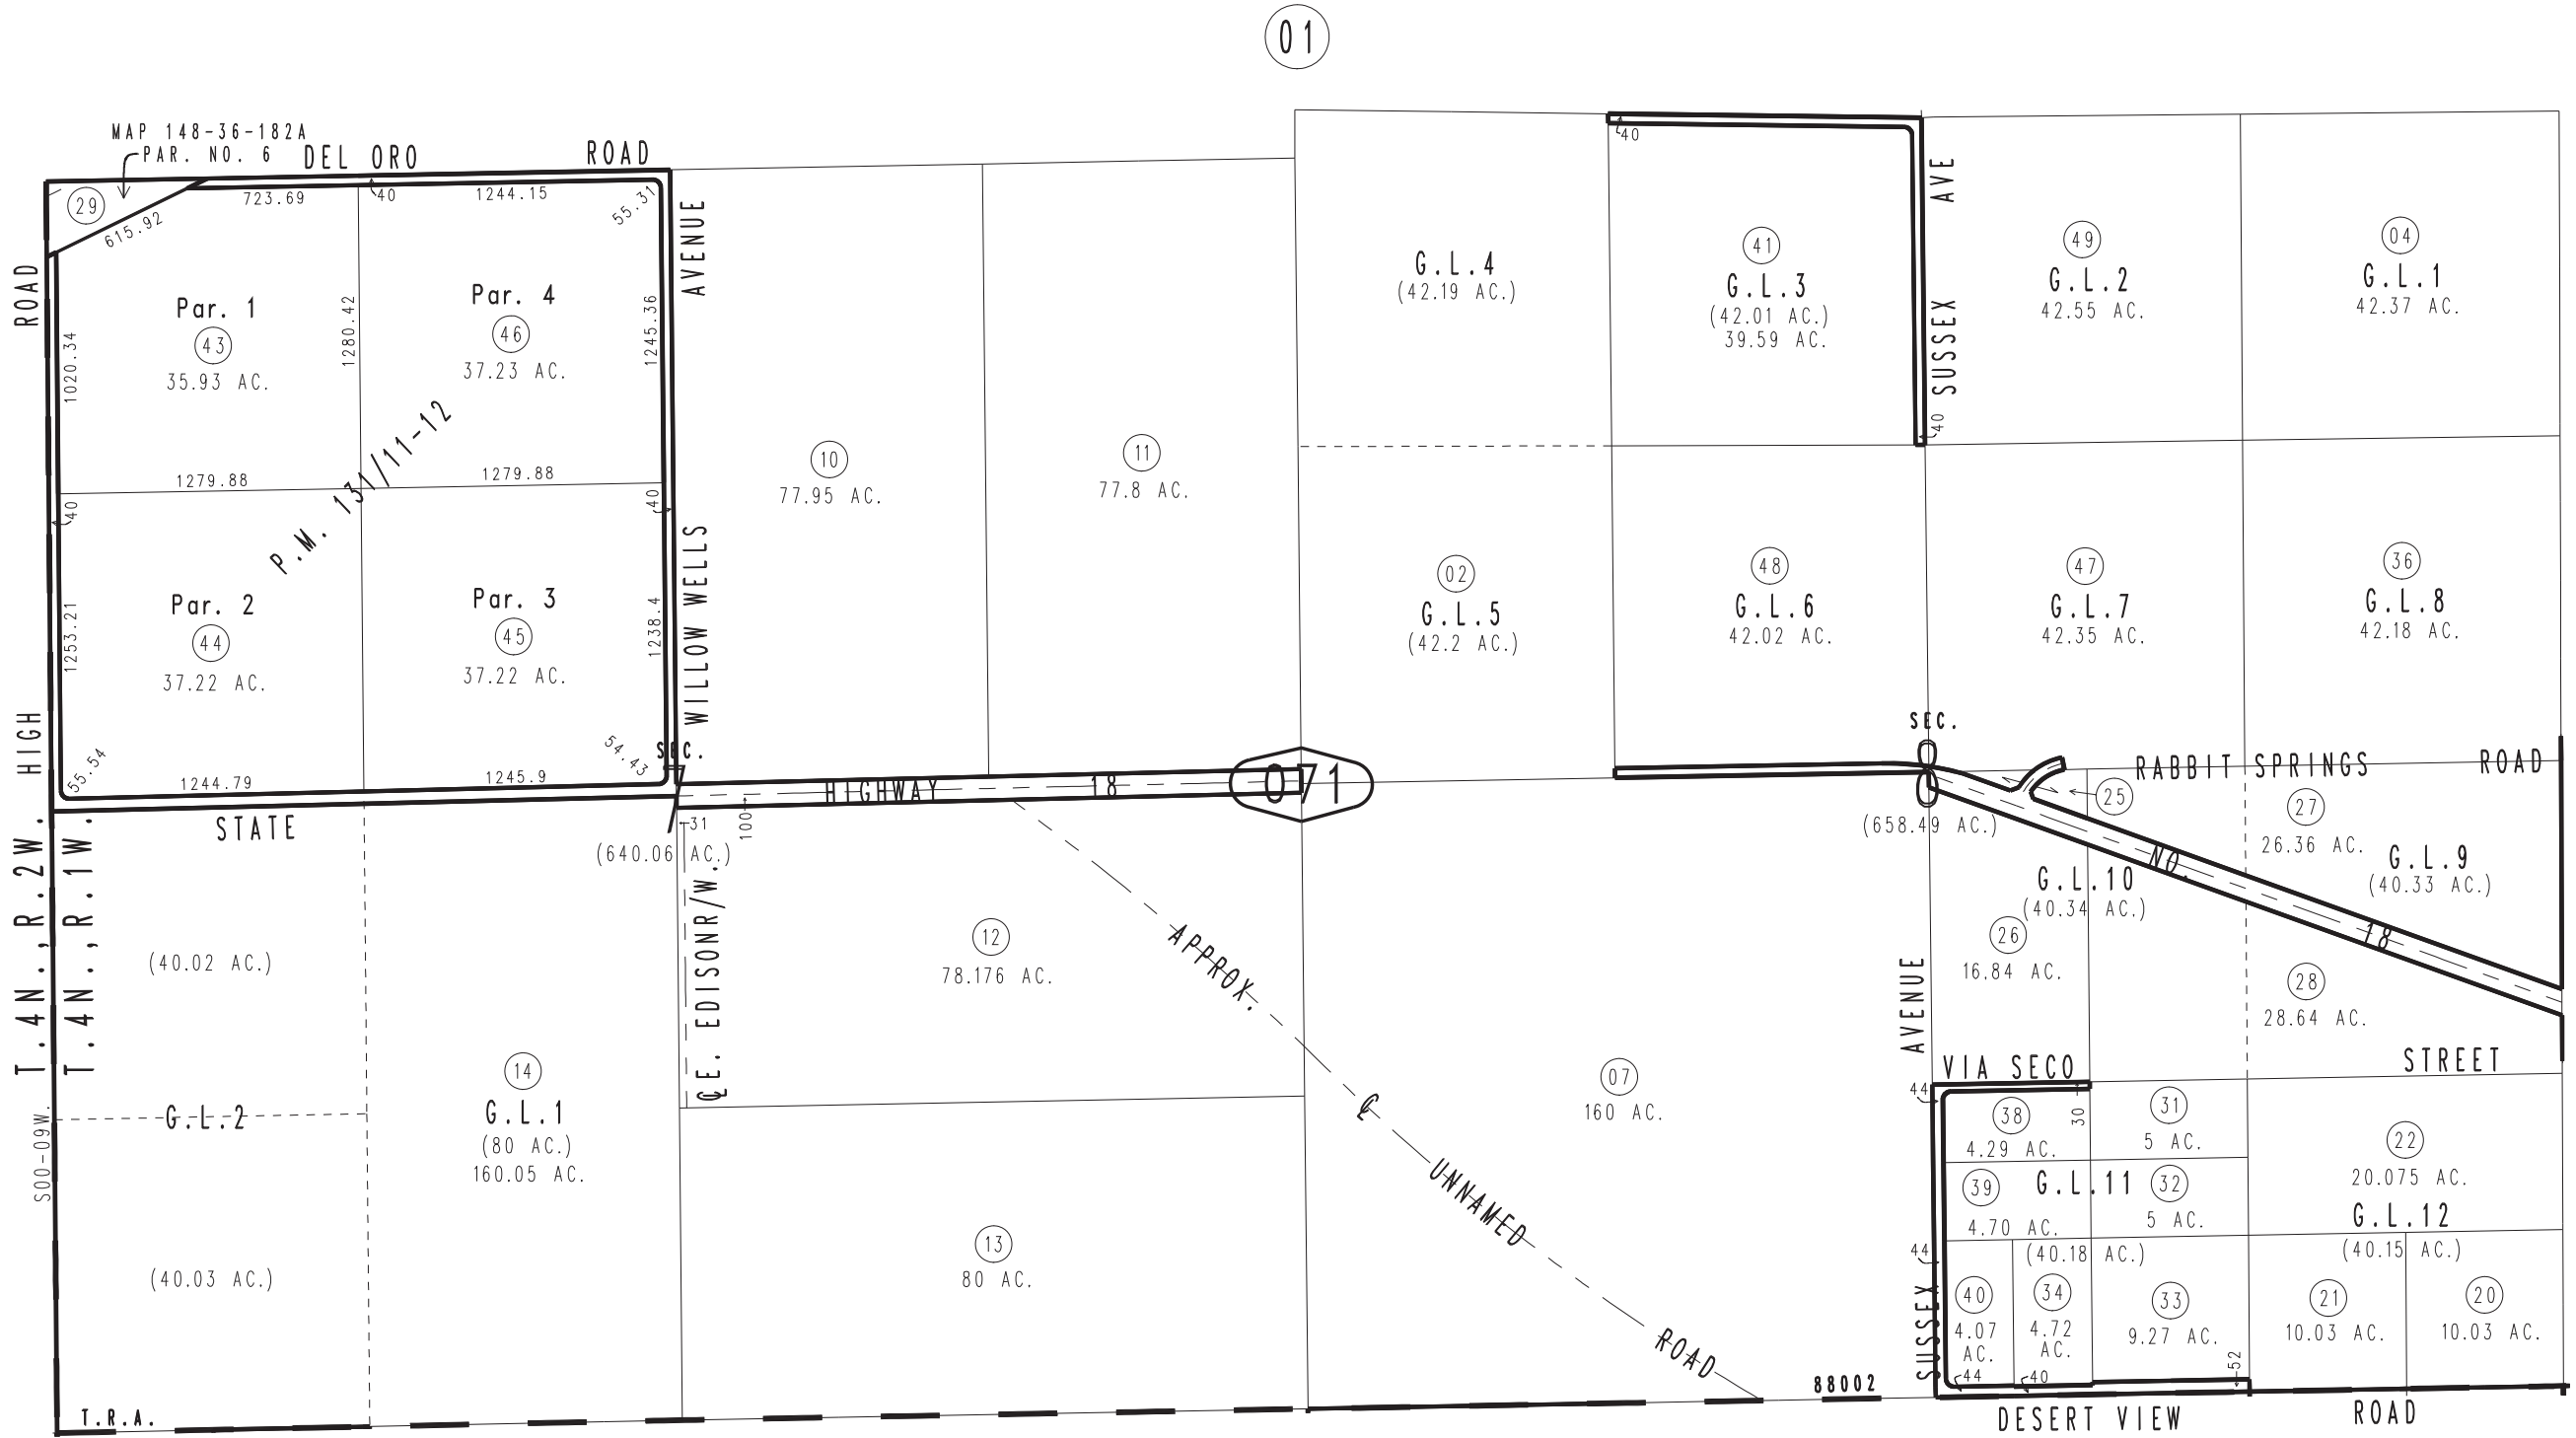 01
MAP 148-36-182A
PAR. NO. 6
DEL ORO ROAD
29
615.92
723.69
40
1244.15
55.31
HIGH ROAD
1020.34
Par. 1
43
35.93 AC.
1280.42
Par. 4
46
37.23 AC.
1245.36
P.M. 131/11-12
1279.88
1279.88
40
40
1253.21
Par. 2
44
37.22 AC.
Par. 3
45
37.22 AC.
1238.4
55.54
1244.79
1245.9
54.43
WILLOW WELLS AVENUE
10
77.95 AC.
11
77.8 AC.
G.L.4
(42.19 AC.)
40
41
G.L.3
(42.01 AC.)
39.59 AC.
SUSSEX AVE
40
49
G.L.2
42.55 AC.
04
G.L.1
42.37 AC.
02
G.L.5
(42.2 AC.)
48
G.L.6
42.02 AC.
47
G.L.7
42.35 AC.
36
G.L.8
42.18 AC.
SEC.
7
(640.06 AC.)
STATE HIGHWAY 18
071
31
100
SEC.
8
(658.49 AC.)
RABBIT SPRINGS ROAD
25
27
26.36 AC.
G.L.9
(40.33 AC.)
NO. 18
G.L.10
(40.34 AC.)
26
16.84 AC.
28
28.64 AC.
T.4N.,R.2W.
T.4N.,R.1W.
(40.02 AC.)
S00-09W.
G.L.2
(40.03 AC.)
14
G.L.1
(80 AC.)
160.05 AC.
℄ E. EDISON R/W.
12
78.176 AC.
13
80 AC.
APPROX. ℄ UNNAMED ROAD
07
160 AC.
SUSSEX AVENUE
VIA SECO STREET
44
38
4.29 AC.
30
31
5 AC.
22
20.075 AC.
39
4.70 AC.
G.L.11
(40.18 AC.)
32
5 AC.
G.L.12
(40.15 AC.)
44
40
4.07
AC.
34
4.72
AC.
33
9.27 AC.
21
10.03 AC.
20
10.03 AC.
44
40
52
T.R.A.
88002
DESERT VIEW ROAD